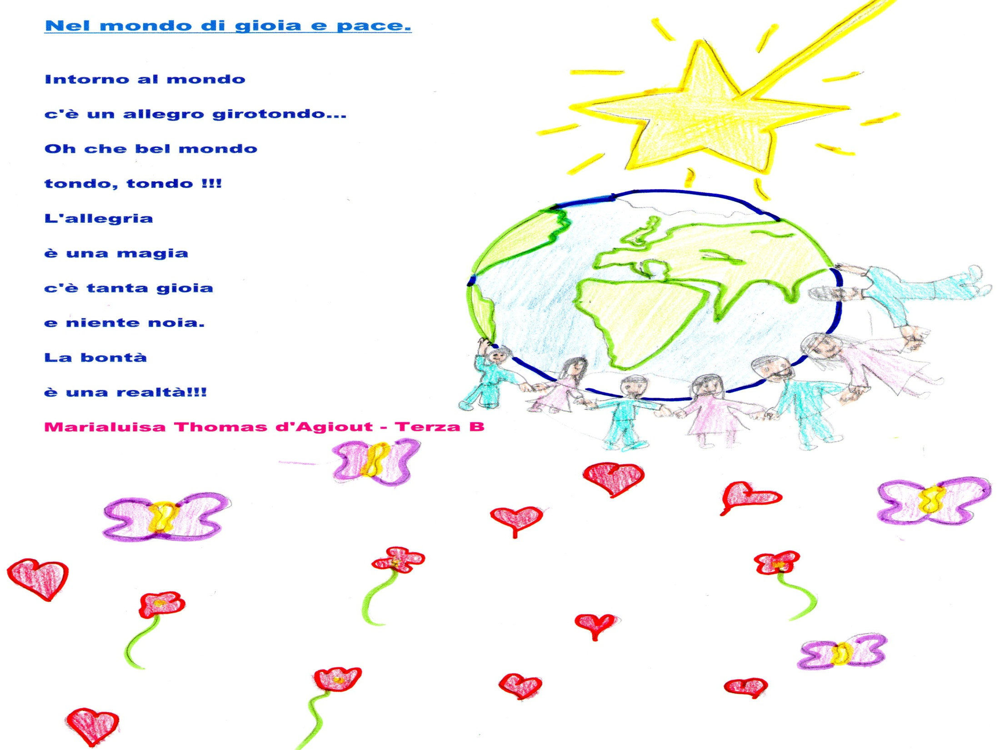 Nel mondo di gioia e pace.
Intorno al mondo
c'è un allegro girotondo...
Oh che bel mondo
tondo, tondo !!!
L'allegria
è una magia
c'è tanta gioia
e niente noia.
La bontà
è una realtà!!!
Marialuisa Thomas d'Agiout - Terza B